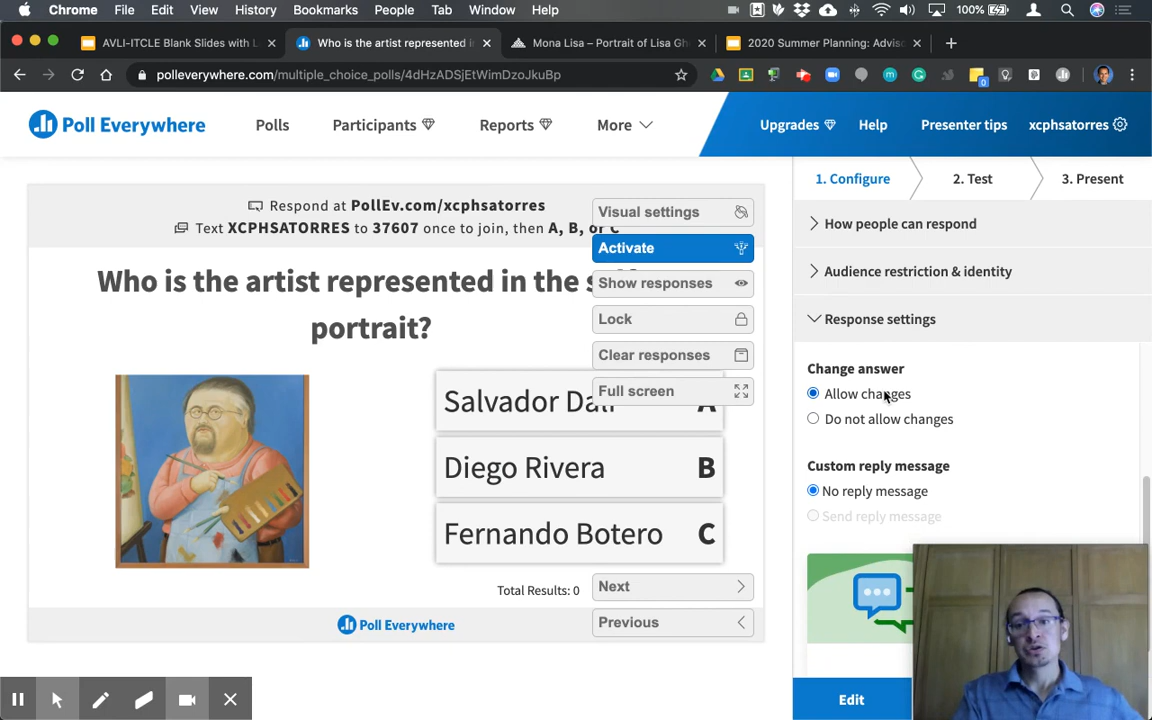 Chrome File Edit View History Bookmarks People Tab Window Help 100%
AVLI-ITCLE Blank Slides with L
Who is the artist represented i
Mona Lisa – Portrait of Lisa Gh
2020 Summer Planning: Advis
polleverywhere.com/multiple_choice_polls/4dHzADSjEtWimDzoJkuBp
0
Poll Everywhere
Polls
Participants
Reports
More
Upgrades
Help
Presenter tips
xcphsatorres
Respond at PollEv.com/xcphsatorres
Text XCPHSATORRES to 37607 once to join, then A, B, or C
Who is the artist represented in the
portrait?
Salvador Dalí A
Diego Rivera B
Fernando Botero C
Total Results: 0
Poll Everywhere
Visual settings
Activate
Show responses
Lock
Clear responses
Full screen
Next
Previous
1. Configure
2. Test
3. Present
How people can respond
Audience restriction & identity
Response settings
Change answer
Allow changes
Do not allow changes
Custom reply message
No reply message
Send reply message
Edit